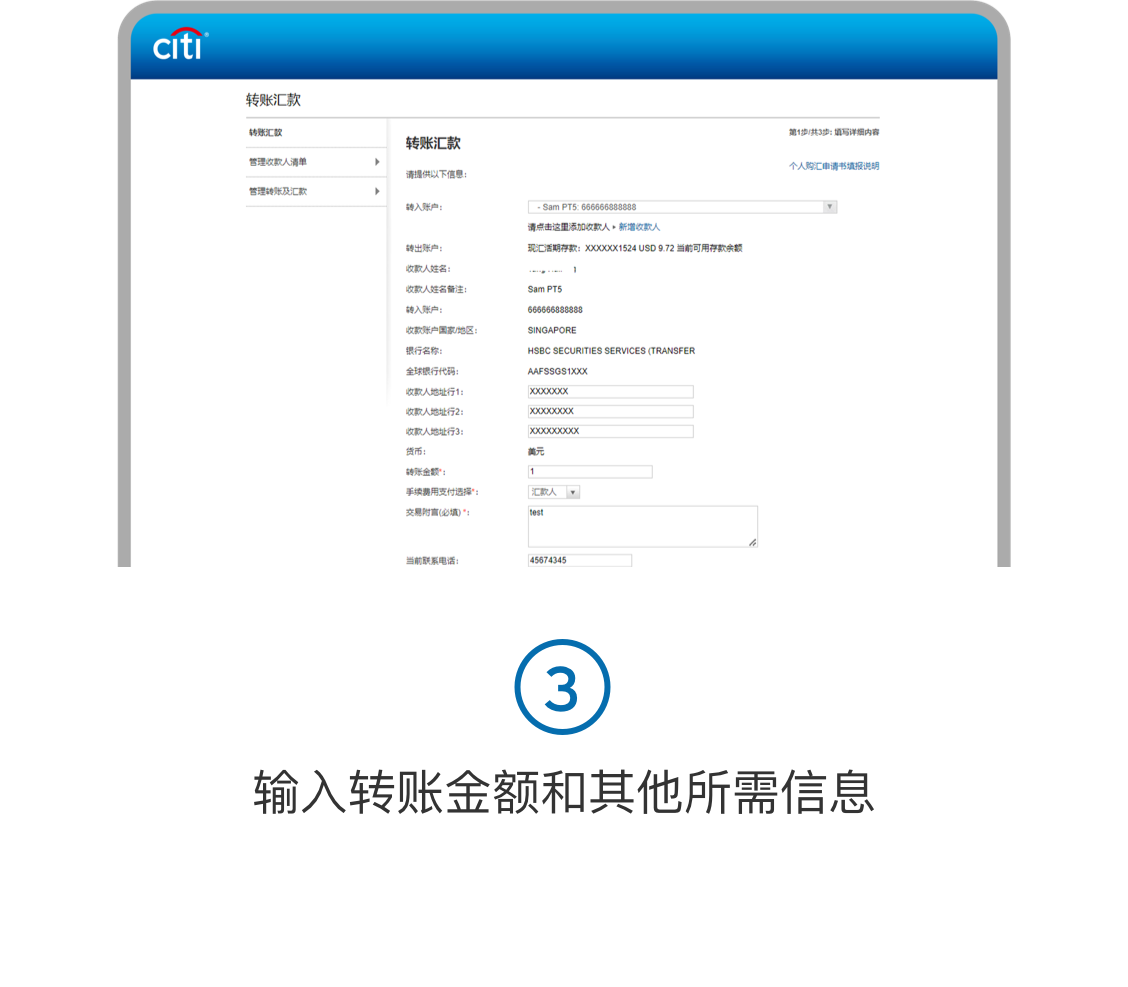 citi
转账汇款
转账汇款
管理收款人清单
管理转账及汇款
转账汇款
第1步/共3步: 填写详细内容
请提供以下信息:
个人购汇申请书填报说明
转入账户: - Sam PT5: 666666888888
请点击这里添加收款人 新增收款人
转出账户: 现汇活期存款: XXXXXX1524 USD 9.72 当前可用存款余额
收款人姓名:
收款人姓名备注: Sam PT5
转入账户: 666666888888
收款账户国家/地区: SINGAPORE
银行名称: HSBC SECURITIES SERVICES (TRANSFER
全球银行代码: AAFSSGS1XXX
收款人地址行1: XXXXXXX
收款人地址行2: XXXXXXXX
收款人地址行3: XXXXXXXXX
货币: 美元
转账金额*: 1
手续费用支付选择*: 汇款人
交易附言(必填) *: test
当前联系电话: 45674345
3
输入转账金额和其他所需信息